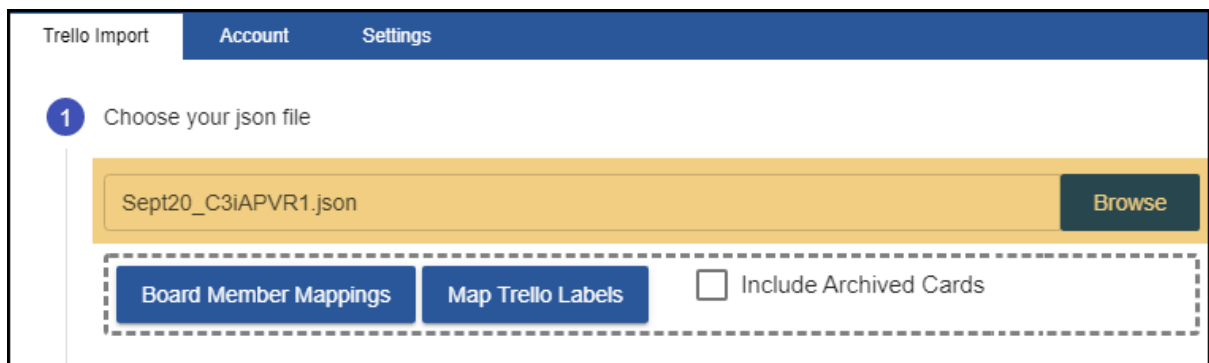 Trello Import Account Settings
1 Choose your json file
Sept20_C3iAPVR1.json Browse
Board Member Mappings Map Trello Labels Include Archived Cards